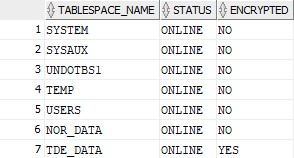 TABLESPACE_NAME STATUS ENCRYPTED
1 SYSTEM ONLINE NO
2 SYSAUX ONLINE NO
3 UNDOTBS1 ONLINE NO
4 TEMP ONLINE NO
5 USERS ONLINE NO
6 NOR_DATA ONLINE NO
7 TDE_DATA ONLINE YES